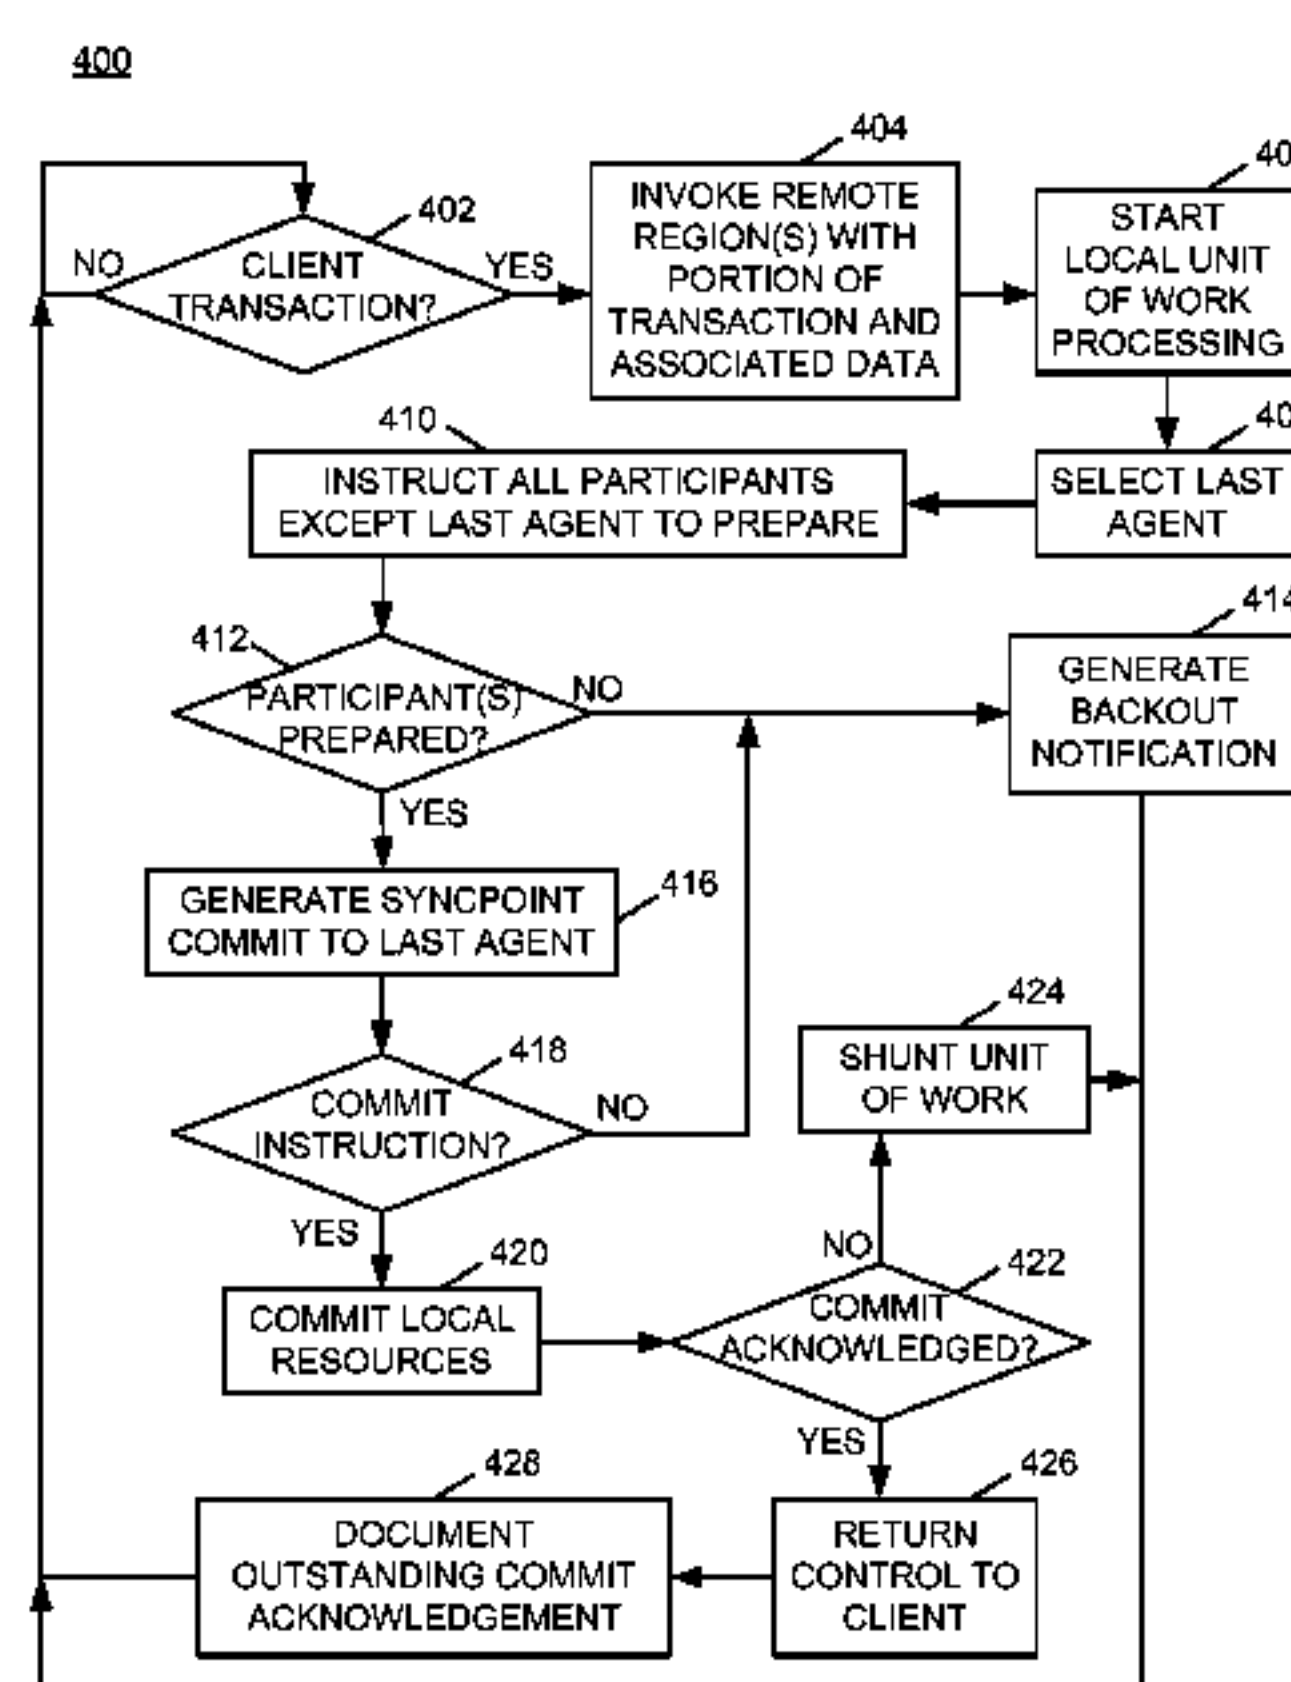 400
404
402
NO
CLIENT
TRANSACTION?
YES
INVOKE REMOTE
REGION(S) WITH
PORTION OF
TRANSACTION AND
ASSOCIATED DATA
START
LOCAL UNIT
OF WORK
PROCESSING
410
INSTRUCT ALL PARTICIPANTS
EXCEPT LAST AGENT TO PREPARE
SELECT LAST
AGENT
412
PARTICIPANT(S)
PREPARED?
NO
YES
414
GENERATE
BACKOUT
NOTIFICATION
GENERATE SYNCPOINT
COMMIT TO LAST AGENT
416
418
COMMIT
INSTRUCTION?
NO
YES
424
SHUNT UNIT
OF WORK
420
COMMIT LOCAL
RESOURCES
NO
422
COMMIT
ACKNOWLEDGED?
YES
428
DOCUMENT
OUTSTANDING COMMIT
ACKNOWLEDGEMENT
426
RETURN
CONTROL TO
CLIENT